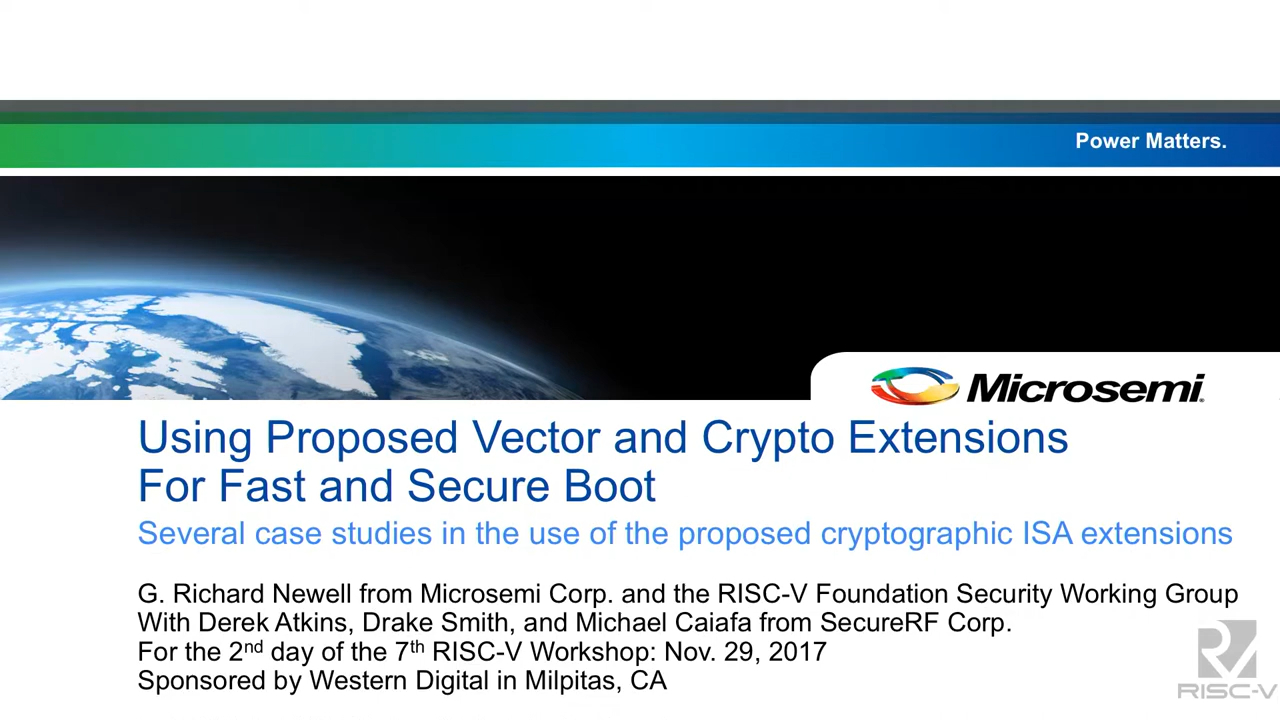 Power Matters.
Microsemi
Using Proposed Vector and Crypto Extensions
For Fast and Secure Boot
Several case studies in the use of the proposed cryptographic ISA extensions
G. Richard Newell from Microsemi Corp. and the RISC-V Foundation Security Working Group
With Derek Atkins, Drake Smith, and Michael Caiafa from SecureRF Corp.
For the 2nd day of the 7th RISC-V Workshop: Nov. 29, 2017
Sponsored by Western Digital in Milpitas, CA
RISC-V